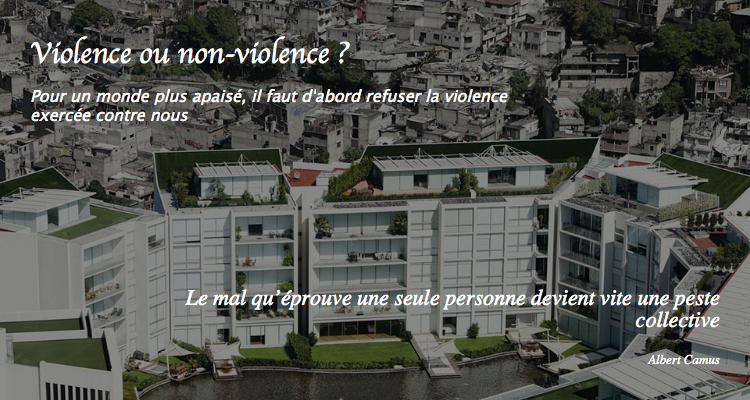 Violence ou non-violence ?
Pour un monde plus apaisé, il faut d'abord refuser la violence
exercée contre nous
Le mal qu’éprouve une seule personne devient vite une peste
collective
Albert Camus